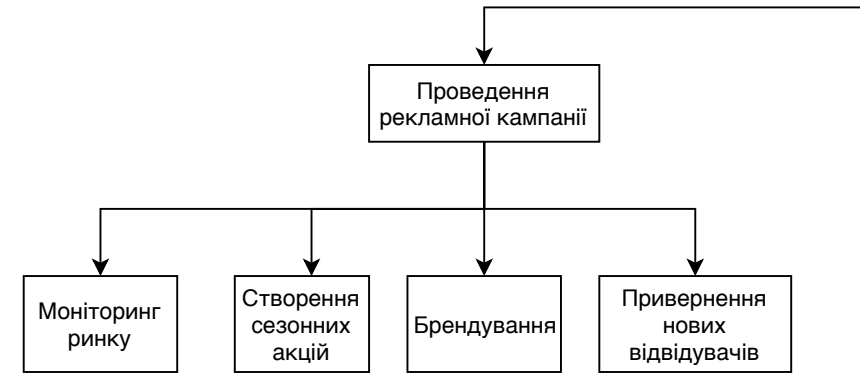 Проведення
рекламної кампанії
Моніторинг
ринку
Створення
сезонних
акцій
Брендування
Привернення
нових
відвідувачів